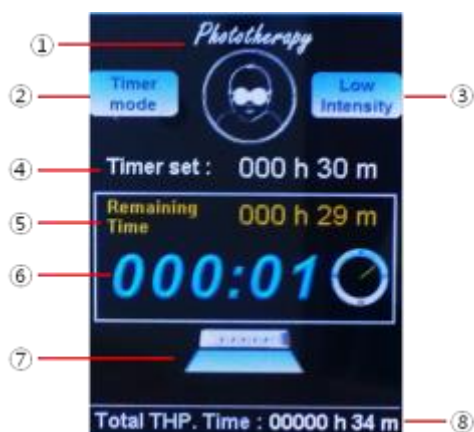 ① Phototherapy
② Timer mode
③ Low Intensity
④ Timer set : 000 h 30 m
⑤ Remaining Time 000 h 29 m
⑥ 000:01
⑦
Total THP. Time : 00000 h 34 m ⑧